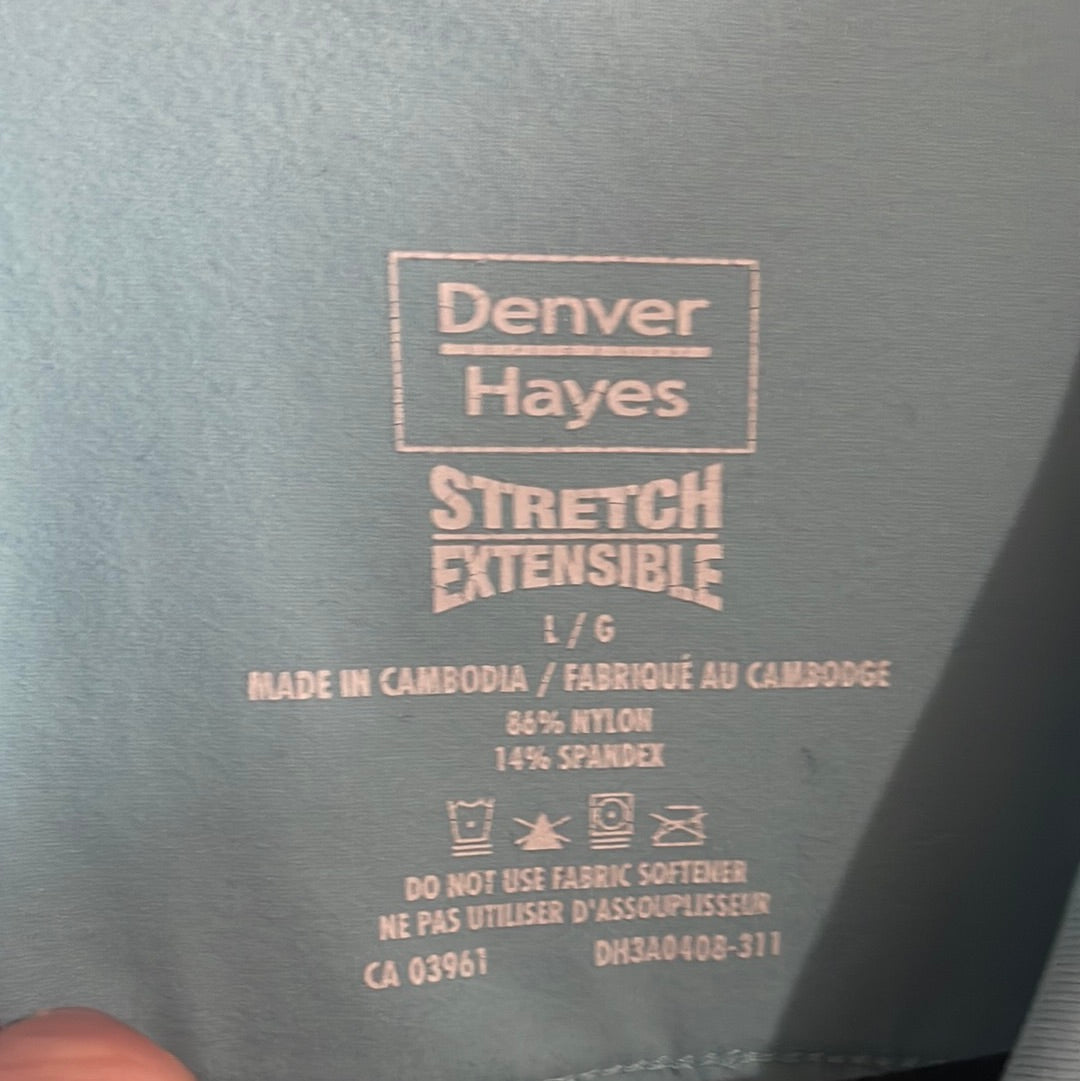 Denver
Hayes
STRETCH
EXTENSIBLE
L / G
MADE IN CAMBODIA / FABRIQUÉ AU CAMBODGE
86% NYLON
14% SPANDEX
DO NOT USE FABRIC SOFTENER
NE PAS UTILISER D'ASSOUPLISSEUR
CA 03961 DH3A0408-311